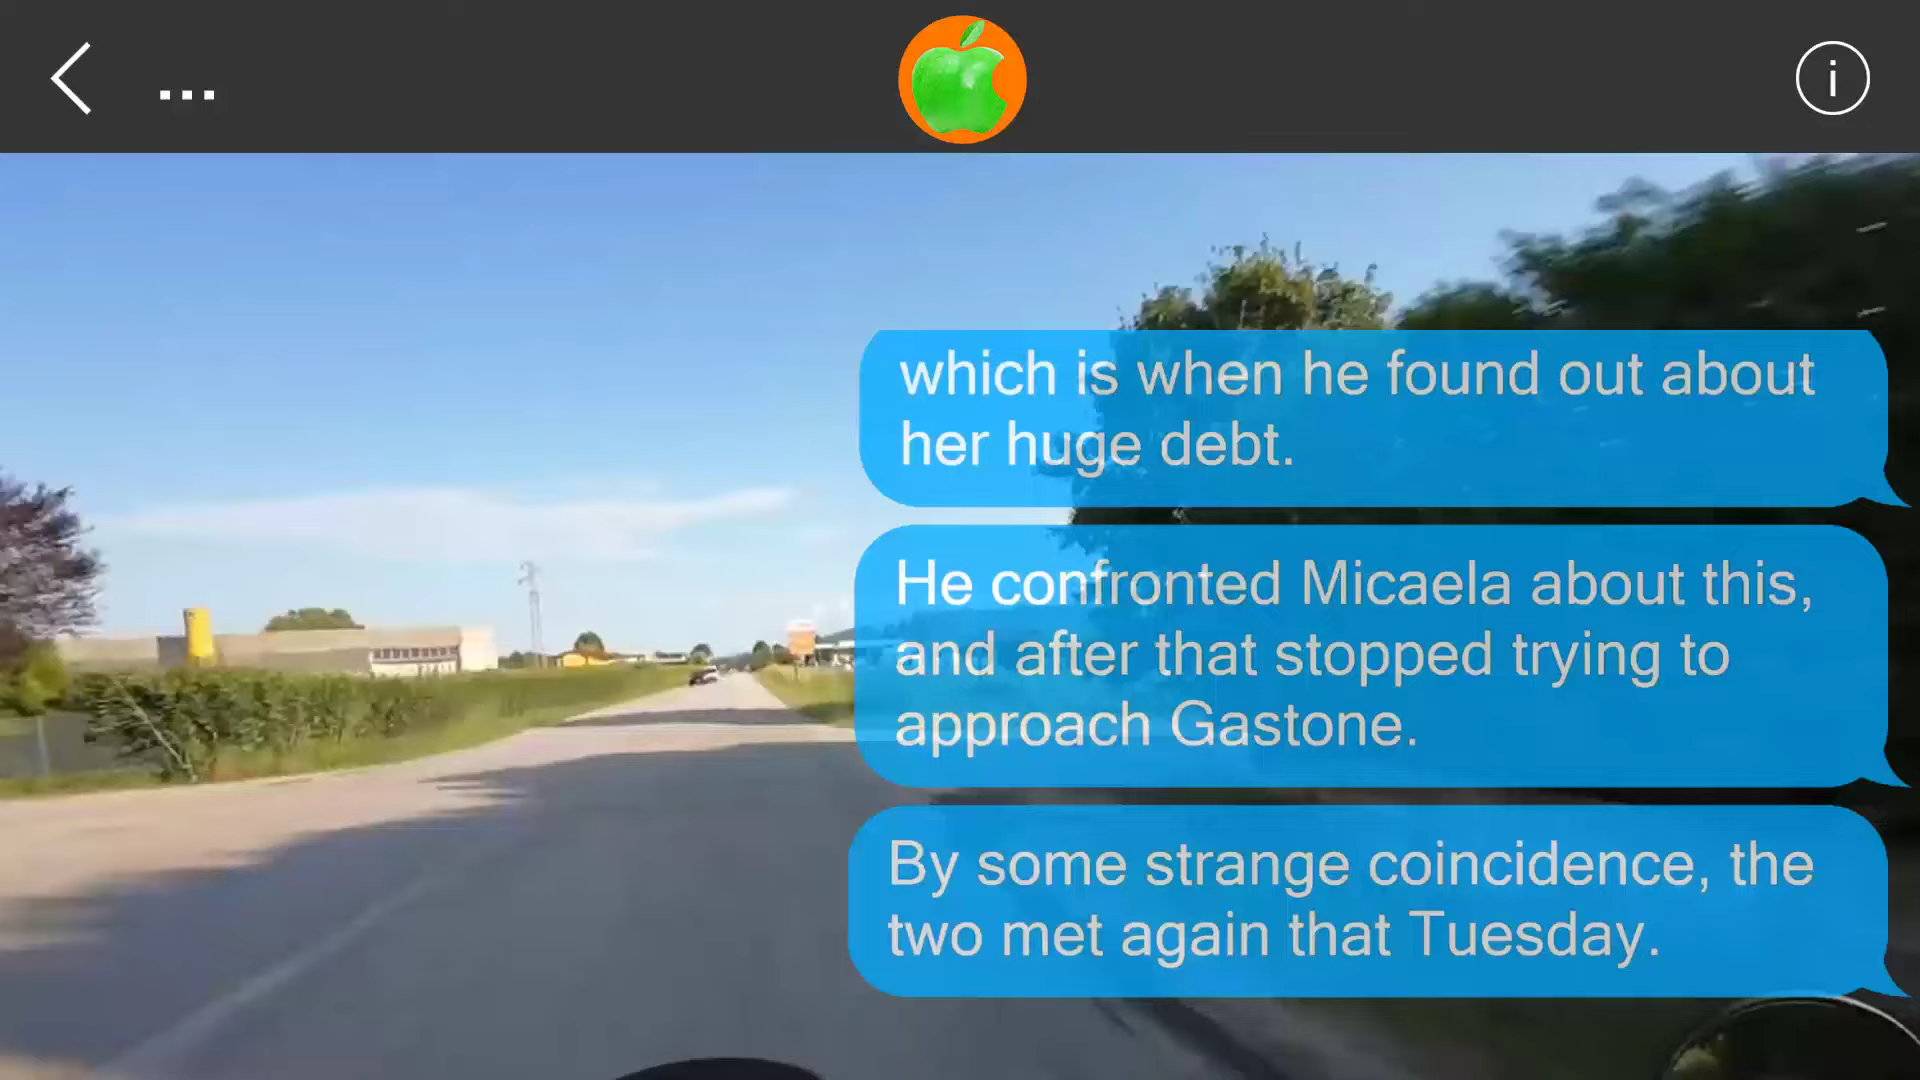 ...
which is when he found out about
her huge debt.
He confronted Micaela about this,
and after that stopped trying to
approach Gastone.
By some strange coincidence, the
two met again that Tuesday.